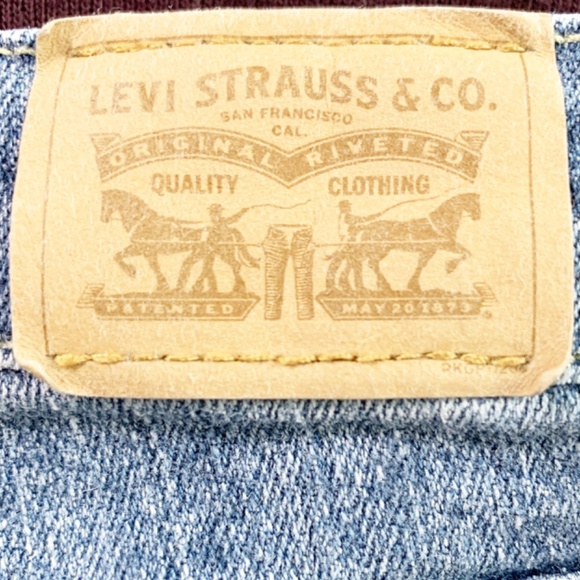 LEVI STRAUSS & CO.
SAN FRANCISCO
CAL.
ORIGINAL RIVETED
QUALITY CLOTHING
PATENTED MAY 20 1873